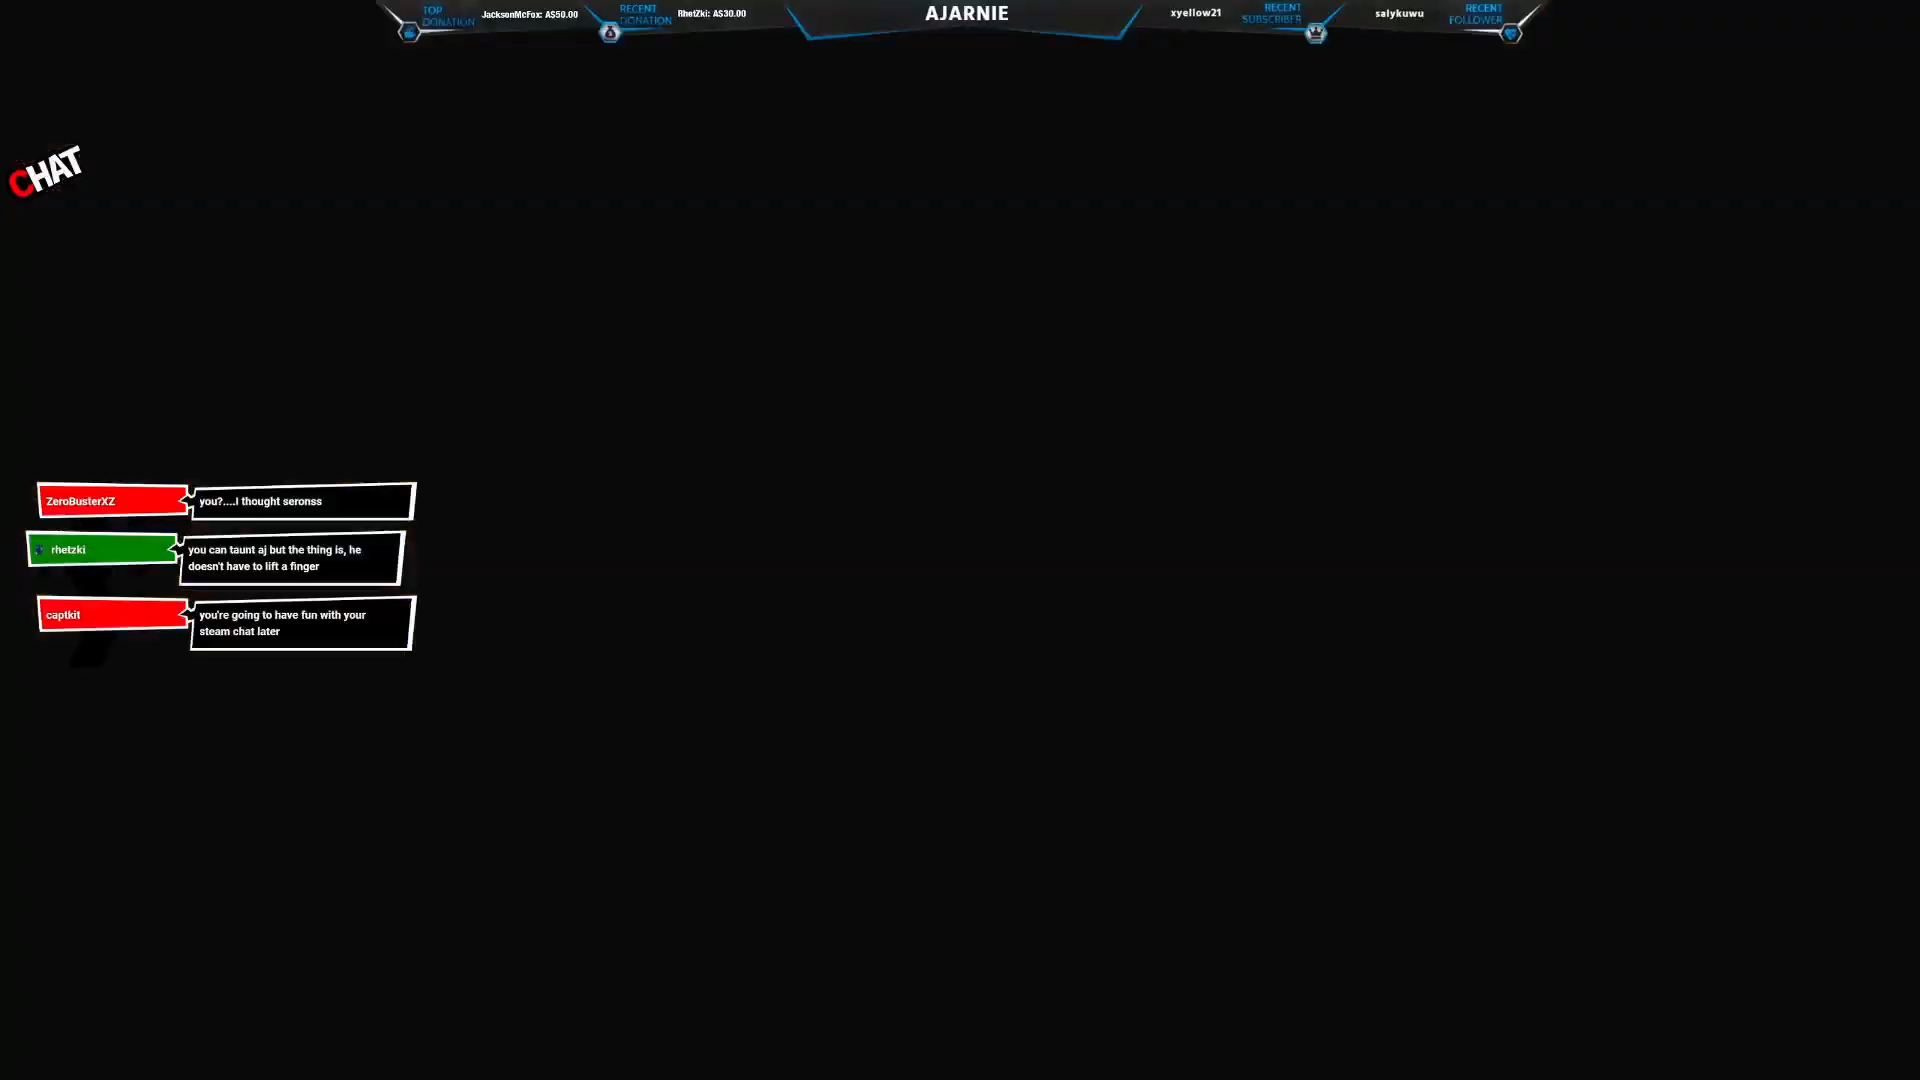 TOP
DONATION
JacksonMcFox: A$50.00
RECENT
DONATION
RhetZki: A$30.00
AJARNIE
xyellow21
RECENT
SUBSCRIBER
salykuwu
RECENT
FOLLOWER
CHAT
ZeroBusterXZ
you?....I thought seronss
rhetzki
you can taunt aj but the thing is, he
doesn't have to lift a finger
captkit
you're going to have fun with your
steam chat later